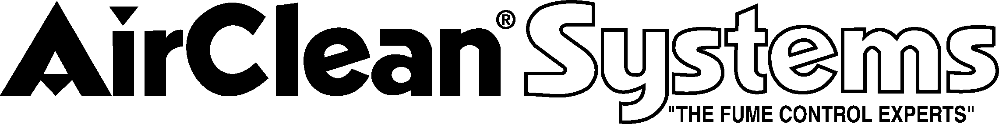 AirClean® Systems
"THE FUME CONTROL EXPERTS"